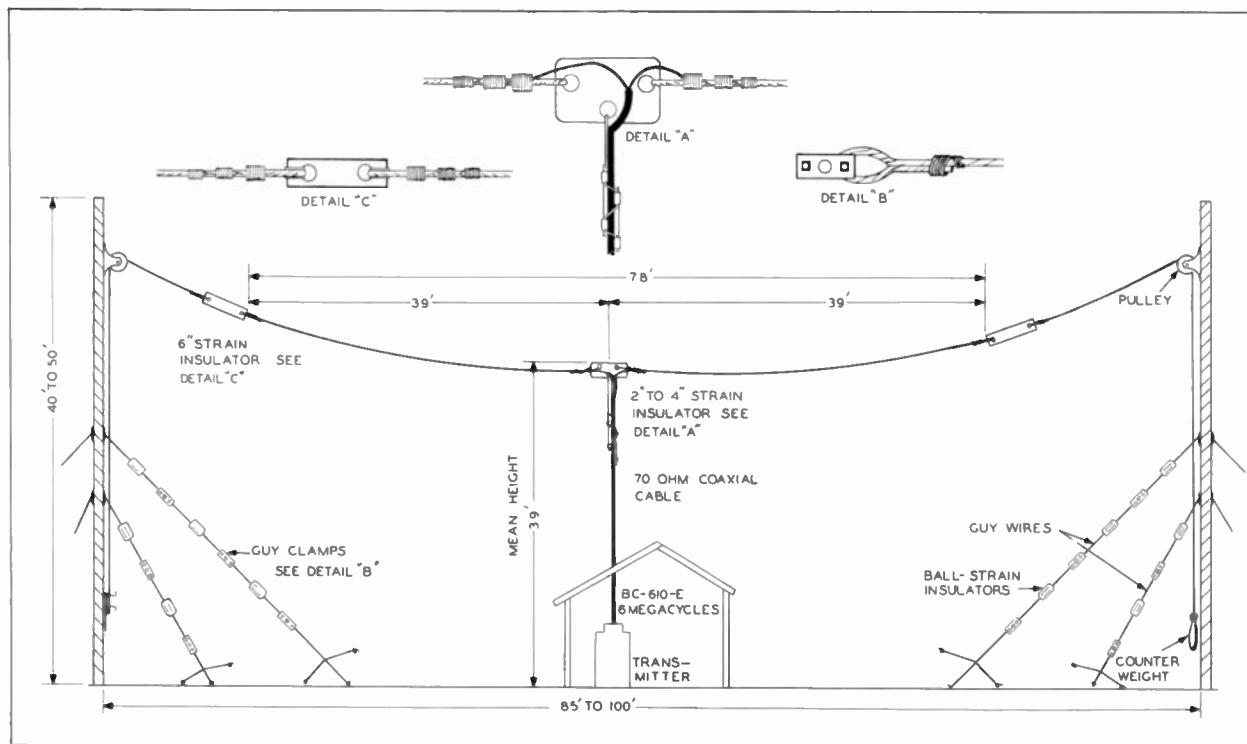 DETAIL "A"
DETAIL "C"
DETAIL "B"
78'
39'
39'
PULLEY
6" STRAIN
INSULATOR SEE
DETAIL "C"
2" TO 4" STRAIN
INSULATOR SEE
DETAIL "A"
40' TO 50'
70 OHM COAXIAL
CABLE
MEAN HEIGHT
39'
GUY CLAMPS
SEE DETAIL "B"
GUY WIRES
BALL-STRAIN
INSULATORS
BC-610-E
6 MEGACYCLES
TRANS-
MITTER
COUNTER
WEIGHT
85' TO 100'